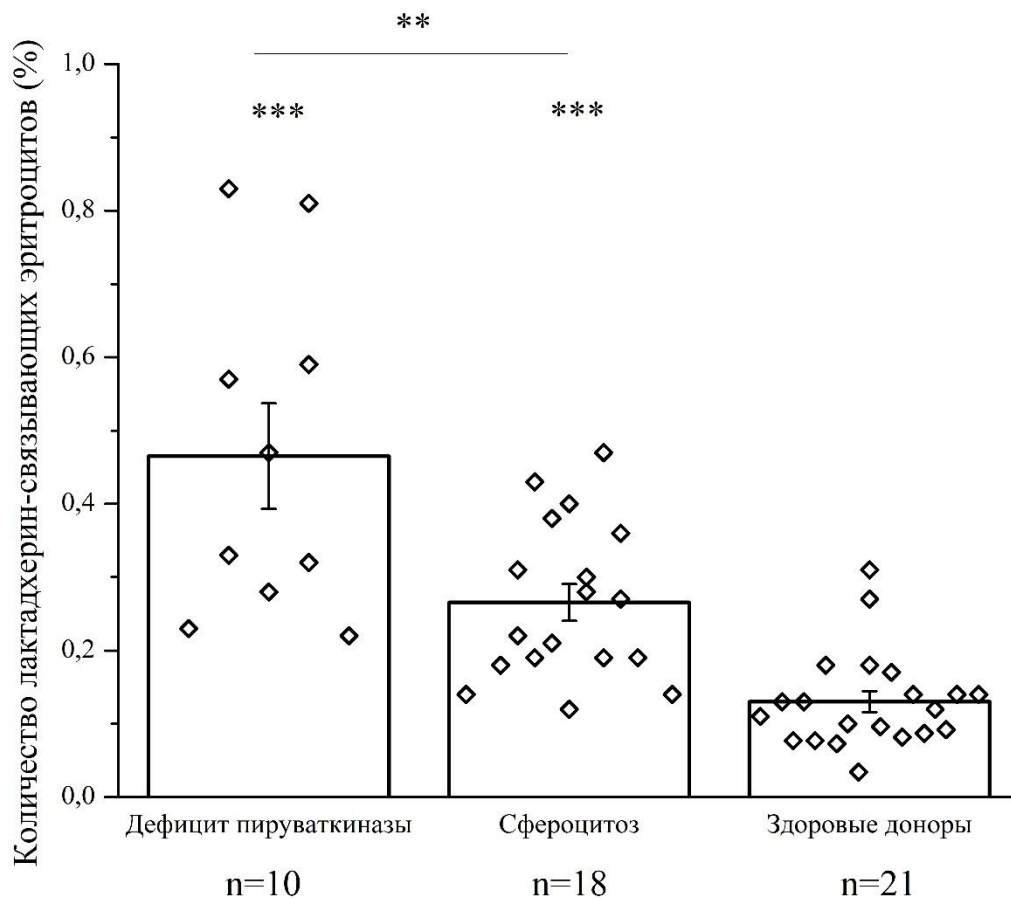 **
1,0
*** ***
0,8
0,6
0,4
0,2
0,0
Количество лактадхерин-связывающих эритроцитов (%)
Дефицит пируваткиназы Сфероцитоз Здоровые доноры
n=10 n=18 n=21